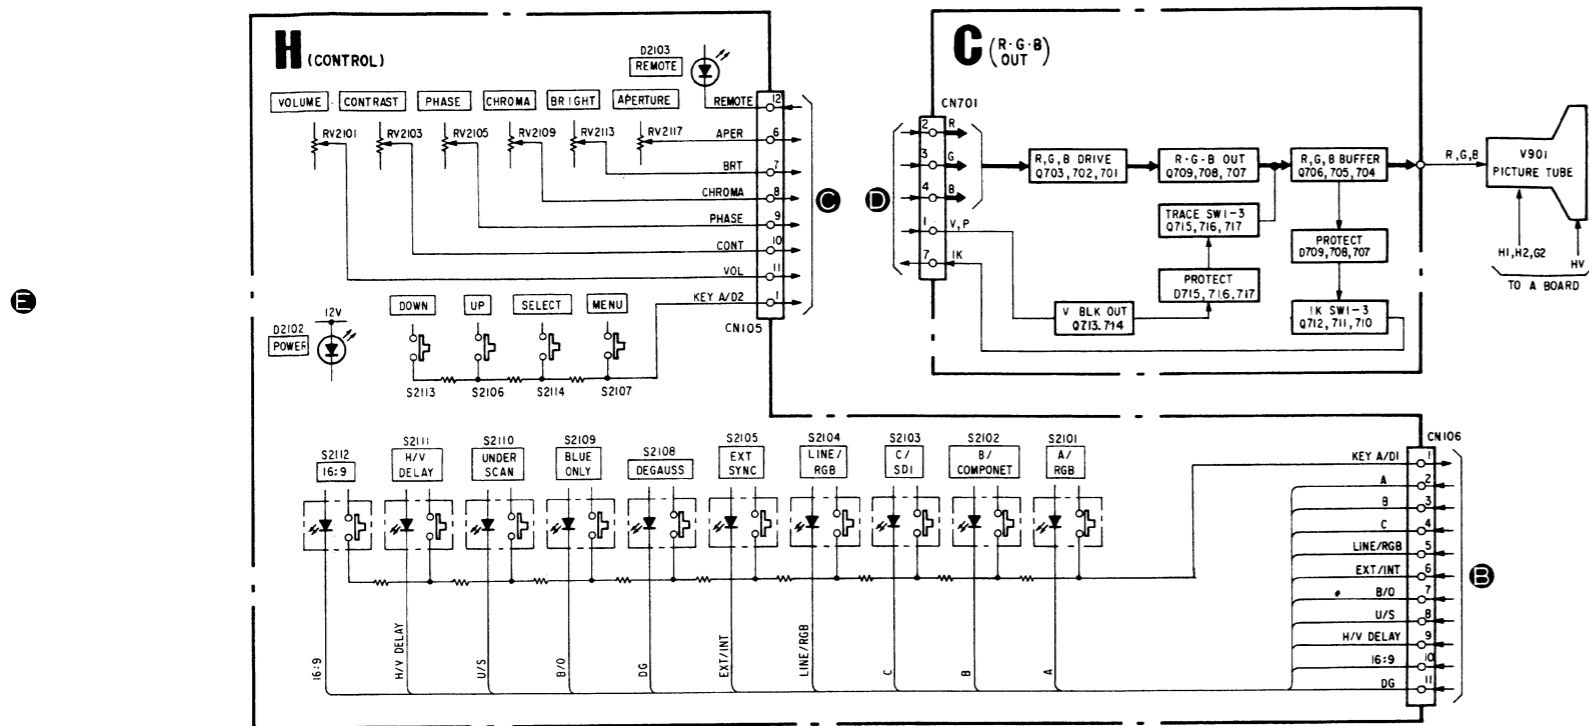 H (CONTROL)
D2103
REMOTE
VOLUME CONTRAST PHASE CHROMA BRIGHT APERTURE
RV2101 RV2103 RV2105 RV2109 RV2113 RV2117
REMOTE 12
APER 6
BRT 7
CHROMA 8
PHASE 9
CONT 10
VOL 11
KEY A/D2 1
CN105
C
E
12V
D2102
POWER
DOWN UP SELECT MENU
S2113 S2106 S2114 S2107
C (R·G·B OUT)
CN701
D
2 R
3 G
4 B
1 V,P
7 IK
R,G,B DRIVE
Q703,702,701
R·G·B OUT
Q709,708,707
R,G,B BUFFER
Q706,705,704
TRACE SW1-3
Q715,716,717
PROTECT
D715,716,717
V BLK OUT
Q713.714
PROTECT
D709,708,707
IK SW1-3
Q712,711,710
R,G,B
V901
PICTURE TUBE
H1,H2,G2
HV
TO A BOARD
S2112
16:9
S2111
H/V
DELAY
S2110
UNDER
SCAN
S2109
BLUE
ONLY
S2108
DEGAUSS
S2105
EXT
SYNC
S2104
LINE/
RGB
S2103
C/
SDI
S2102
B/
COMPONET
S2101
A/
RGB
CN106
KEY A/D1 1
A 2
B 3
C 4
LINE/RGB 5
EXT/INT 6
B/O 7
U/S 8
H/V DELAY 9
16:9 10
DG 11
B
16:9
H/V DELAY
U/S
B/O
DG
EXT/INT
LINE/RGB
C
B
A